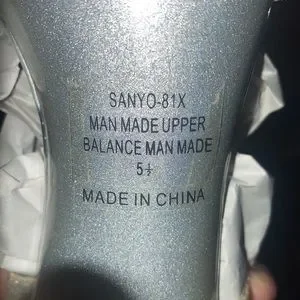 SANYO-81X
MAN MADE UPPER
BALANCE MAN MADE
5½
MADE IN CHINA